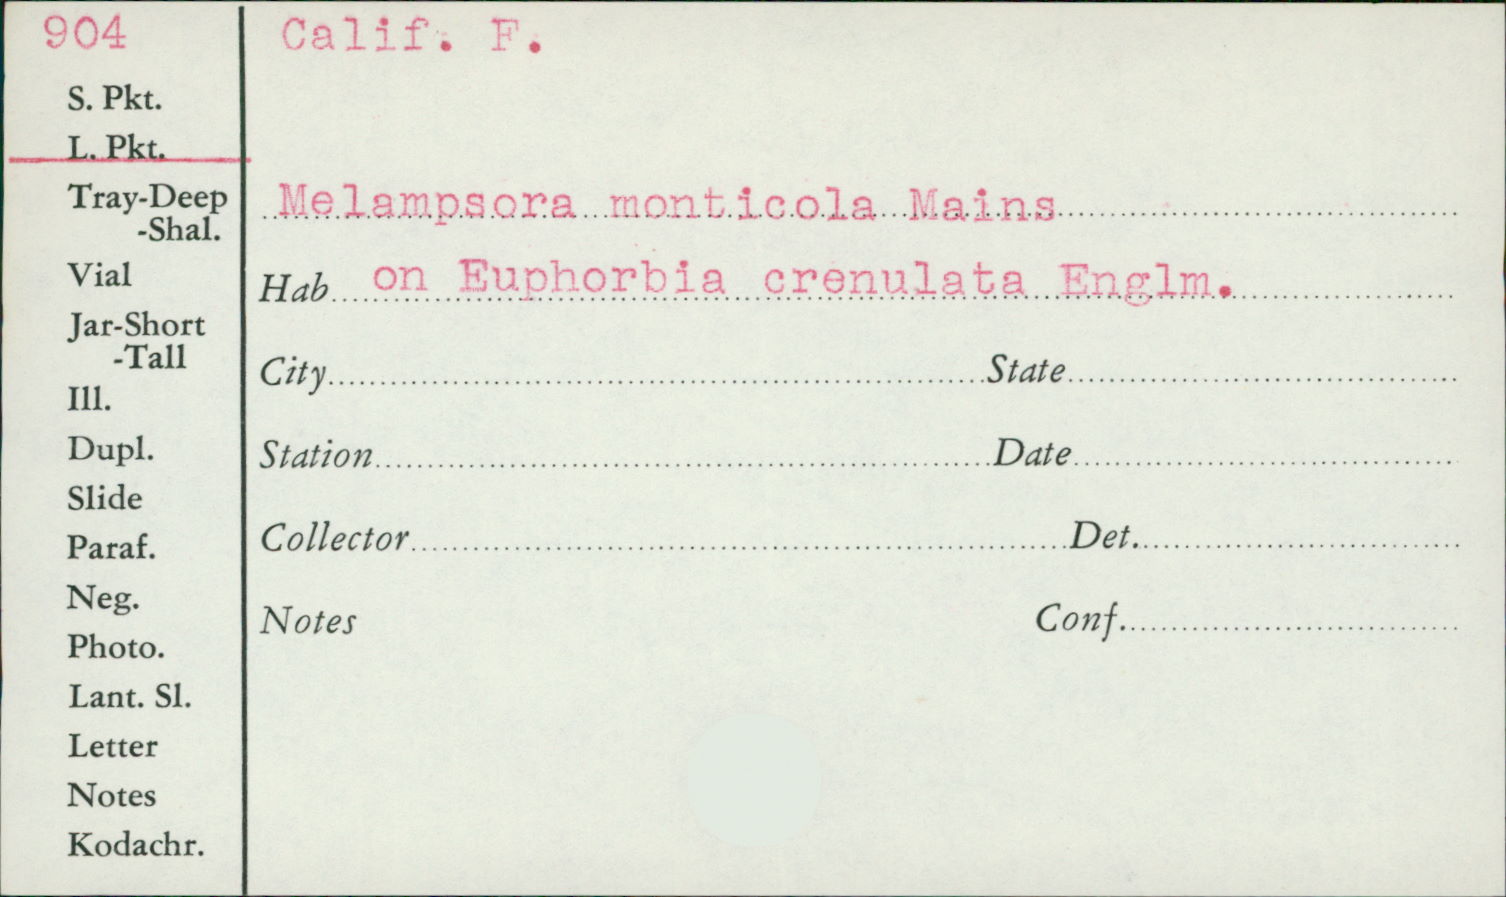 904
S. Pkt.
L. Pkt.
Tray-Deep
-Shal.
Vial
Jar-Short
-Tall
Ill.
Dupl.
Slide
Paraf.
Neg.
Photo.
Lant. Sl.
Letter
Notes
Kodachr.
Calif. F.
Melampsora monticola Mains
Hab on Euphorbia crenulata Englm.
City State
Station Date
Collector Det.
Notes Conf.